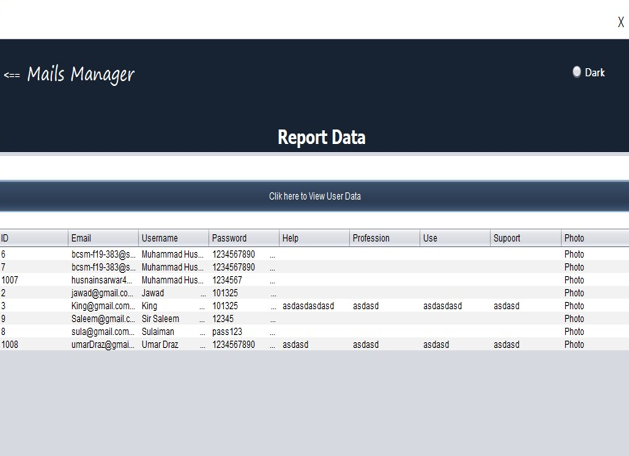 X
<== Mails Manager
Dark
Report Data
Clik here to View User Data
ID Email Username Password Help Profession Use Support Photo
6 bcsm-f19-383@s... Muhammad Hus... 1234567890 ... Photo
7 bcsm-f19-383@s... Muhammad Hus... 1234567890 ... Photo
1007 husnainsarwar4... Muhammad Hus... 1234567 ... Photo
2 jawad@gmail.co... Jawad ... 101325 ... Photo
3 King@gmail.com... King ... 101325 ... asdasdasdasd asdasd asdasdasd asdasd Photo
9 Saleem@gmail.c... Sir Saleem ... 12345 ... Photo
8 sula@gmail.com... Sulaiman ... pass123 ... Photo
1008 umarDraz@gmai... Umar Draz ... 1234567890 ... asdasd asdasd asdasd asdasd Photo